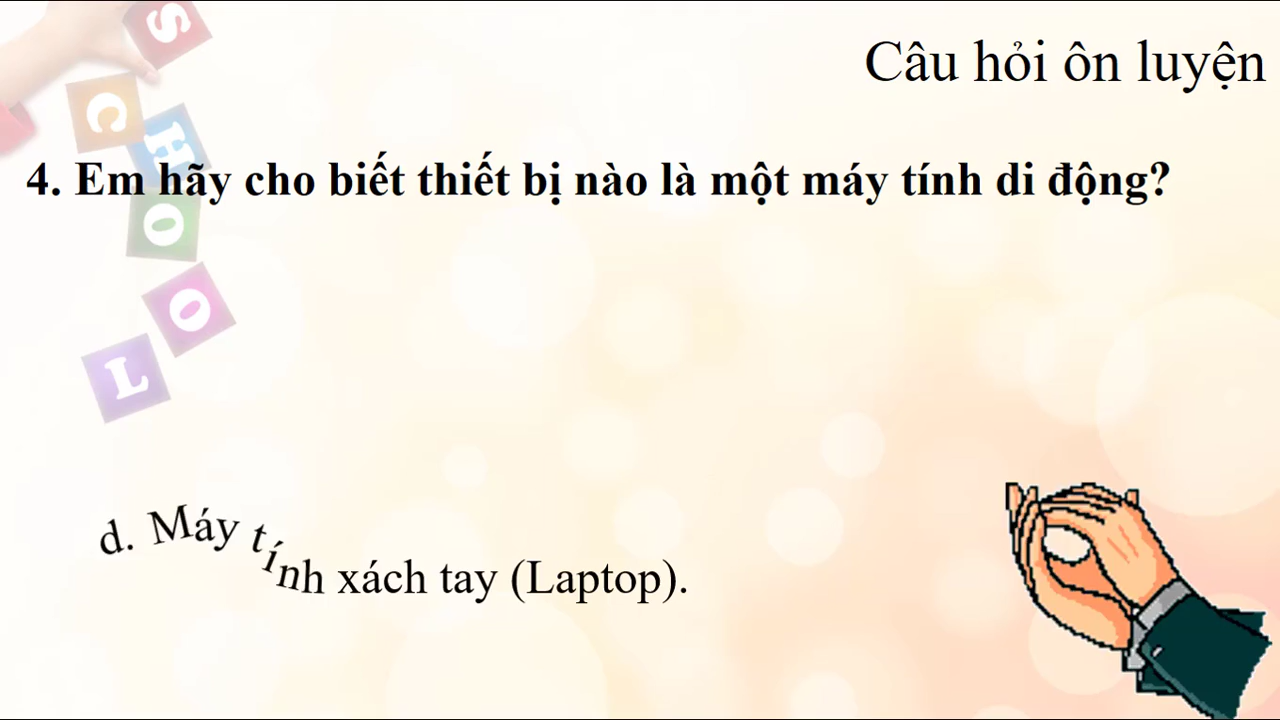 S
C
H
O
O
L
Câu hỏi ôn luyện
4. Em hãy cho biết thiết bị nào là một máy tính di động?
d. Máy tính xách tay (Laptop).